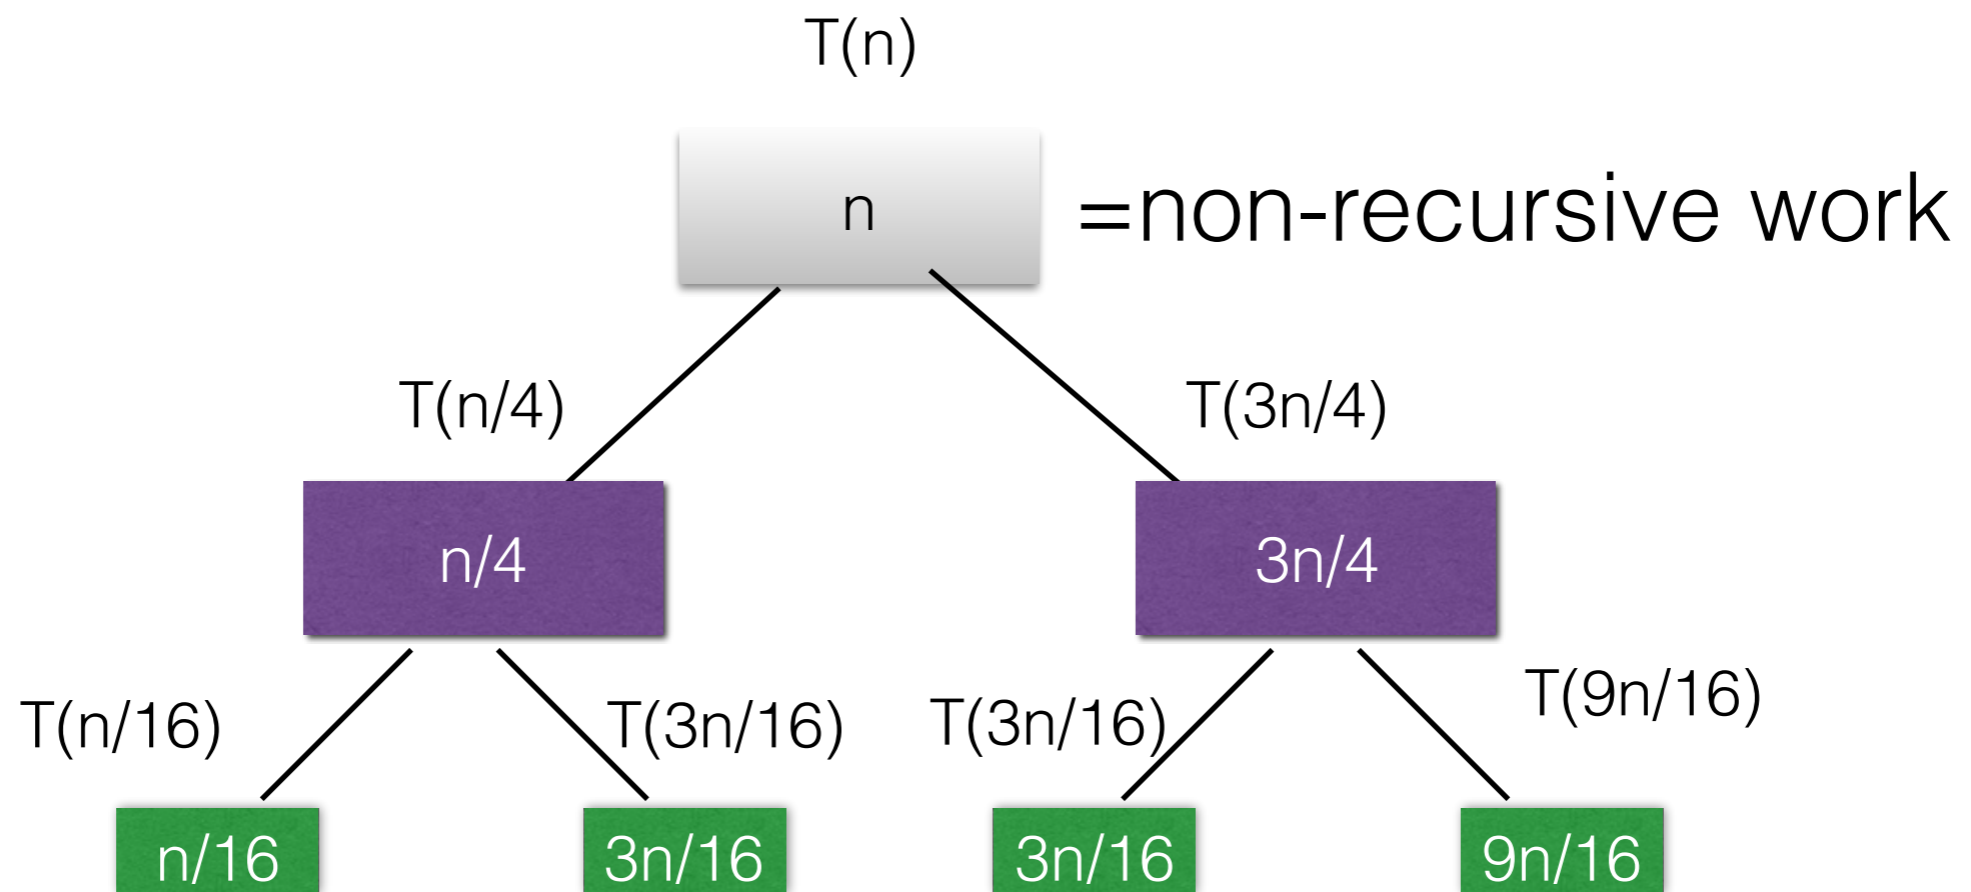 T(n)
n
=non-recursive work
T(n/4)
T(3n/4)
n/4
3n/4
T(n/16)
T(3n/16)
T(3n/16)
T(9n/16)
n/16
3n/16
3n/16
9n/16